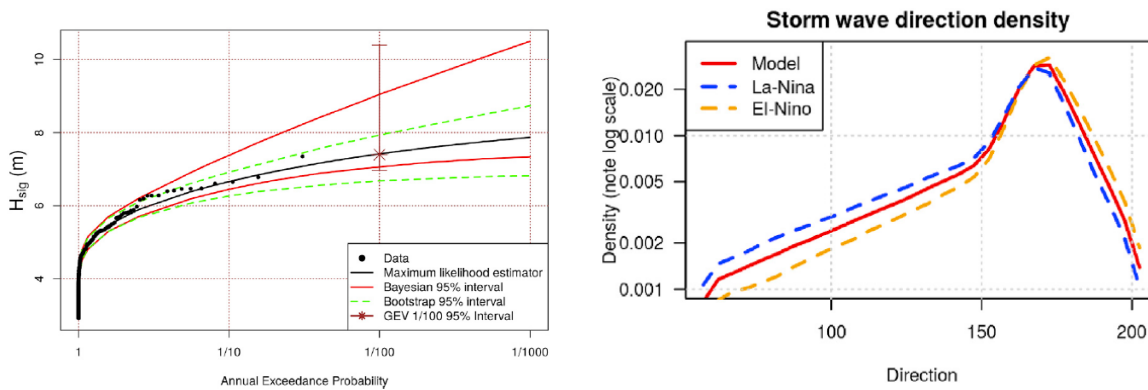 10
8
6
4
H_sig (m)
Data
Maximum likelihood estimator
Bayesian 95% interval
Bootstrap 95% interval
GEV 1/100 95% Interval
1
1/10
1/100
1/1000
Annual Exceedance Probability
Storm wave direction density
Model
La-Nina
El-Nino
Density (note log scale)
0.020
0.010
0.005
0.002
0.001
100
150
200
Direction